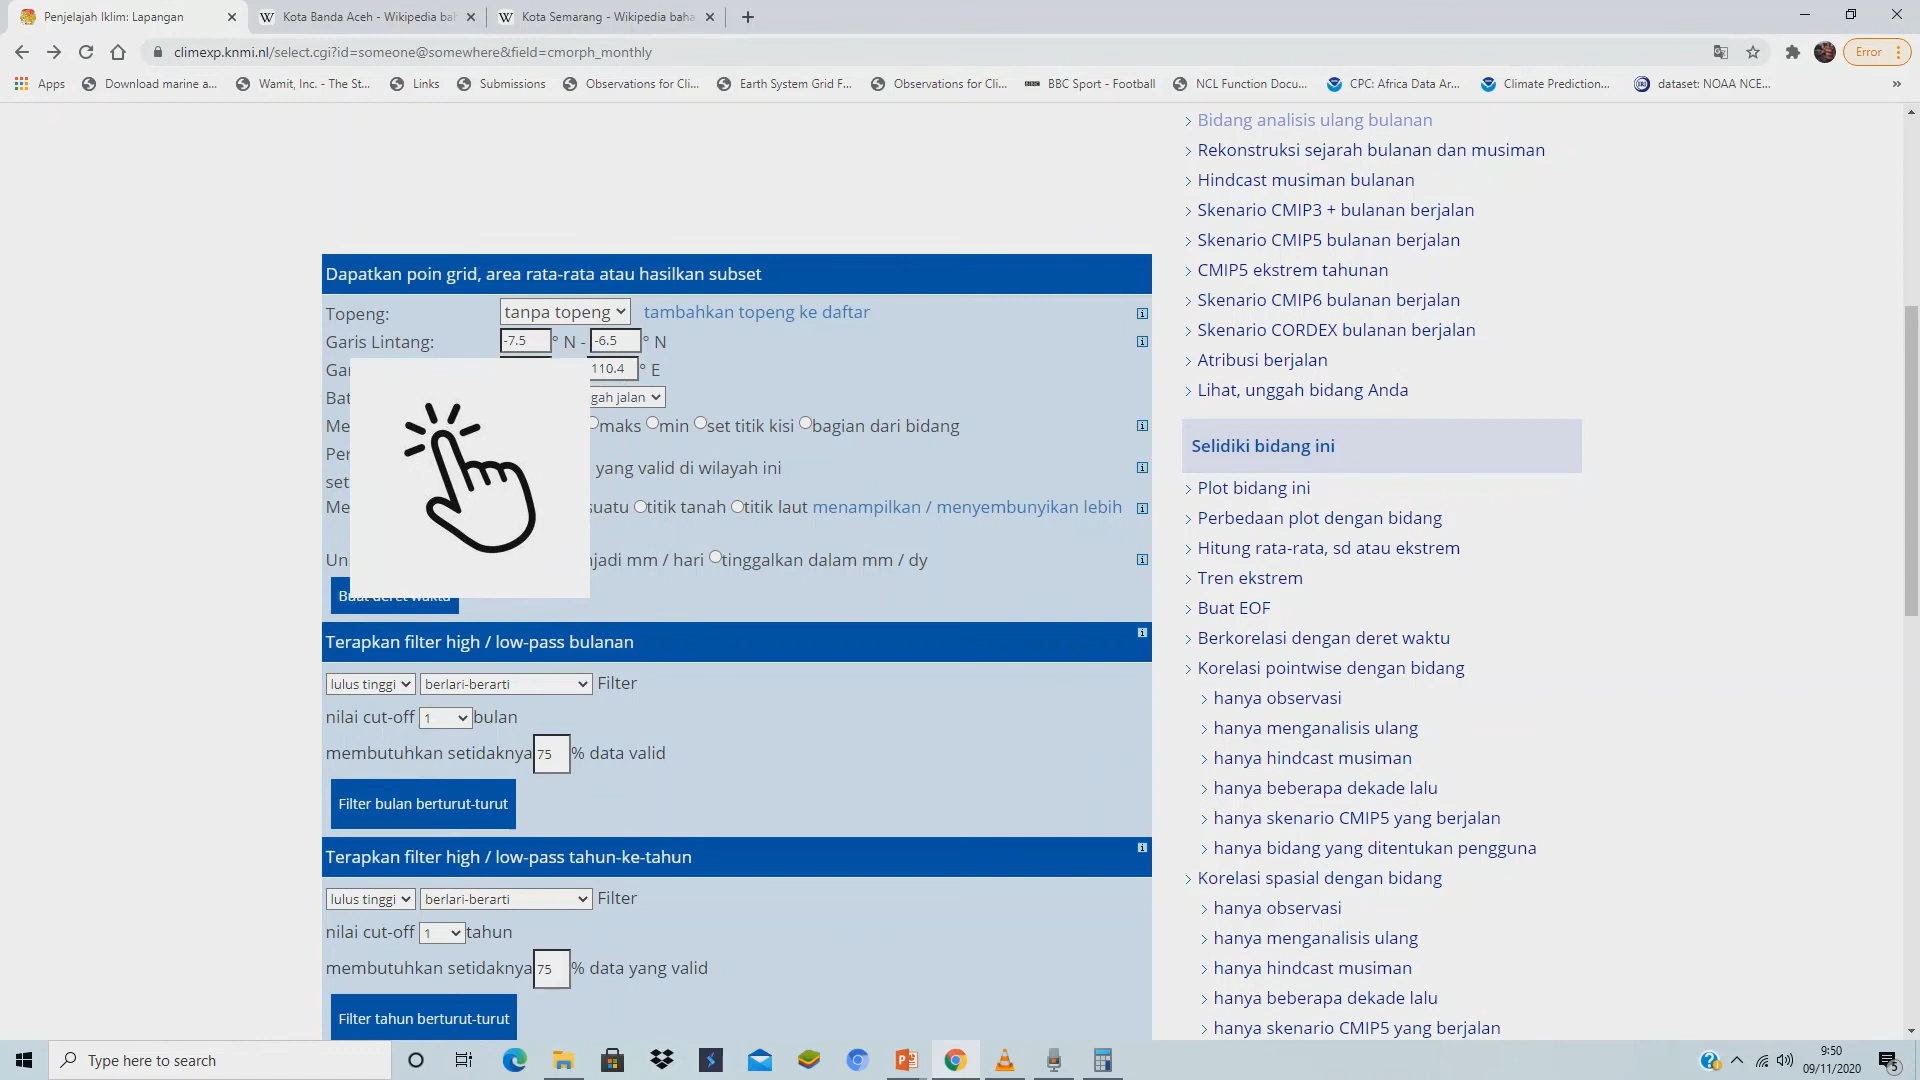 Penjelajah Iklim: Lapangan
Kota Banda Aceh - Wikipedia bah
Kota Semarang - Wikipedia baha
climexp.knmi.nl/select.cgi?id=someone@somewhere&field=cmorph_monthly
Error
Apps
Download marine a...
Wamit, Inc. - The St...
Links
Submissions
Observations for Cli...
Earth System Grid F...
Observations for Cli...
BBC Sport - Football
NCL Function Docu...
CPC: Africa Data Ar...
Climate Prediction...
dataset: NOAA NCE...
Dapatkan poin grid, area rata-rata atau hasilkan subset
Topeng: tanpa topeng tambahkan topeng ke daftar
Garis Lintang: -7.5 ° N - -6.5 ° N
Gar 110.4 ° E
Bat gah jalan
Me maks min set titik kisi bagian dari bidang
Per
yang valid di wilayah ini
set
Me suatu titik tanah titik laut menampilkan / menyembunyikan lebih
Un jadi mm / hari tinggalkan dalam mm / dy
Buat deret waktu
Terapkan filter high / low-pass bulanan
lulus tinggi berlari-berarti Filter
nilai cut-off 1 bulan
membutuhkan setidaknya 75 % data valid
Filter bulan berturut-turut
Terapkan filter high / low-pass tahun-ke-tahun
lulus tinggi berlari-berarti Filter
nilai cut-off 1 tahun
membutuhkan setidaknya 75 % data yang valid
Filter tahun berturut-turut
Bidang analisis ulang bulanan
Rekonstruksi sejarah bulanan dan musiman
Hindcast musiman bulanan
Skenario CMIP3 + bulanan berjalan
Skenario CMIP5 bulanan berjalan
CMIP5 ekstrem tahunan
Skenario CMIP6 bulanan berjalan
Skenario CORDEX bulanan berjalan
Atribusi berjalan
Lihat, unggah bidang Anda
Selidiki bidang ini
Plot bidang ini
Perbedaan plot dengan bidang
Hitung rata-rata, sd atau ekstrem
Tren ekstrem
Buat EOF
Berkorelasi dengan deret waktu
Korelasi pointwise dengan bidang
hanya observasi
hanya menganalisis ulang
hanya hindcast musiman
hanya beberapa dekade lalu
hanya skenario CMIP5 yang berjalan
hanya bidang yang ditentukan pengguna
Korelasi spasial dengan bidang
hanya observasi
hanya menganalisis ulang
hanya hindcast musiman
hanya beberapa dekade lalu
hanya skenario CMIP5 yang berjalan
Type here to search
9:50
09/11/2020
5